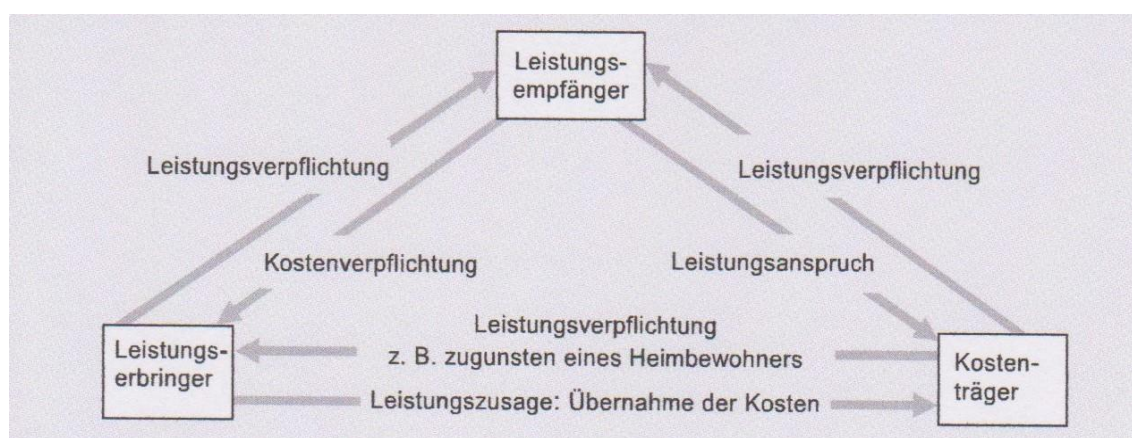 Leistungs-
empfänger
Leistungsverpflichtung
Leistungsverpflichtung
Kostenverpflichtung
Leistungsanspruch
Leistungsverpflichtung
z. B. zugunsten eines Heimbewohners
Leistungs-
erbringer
Kosten-
träger
Leistungszusage: Übernahme der Kosten